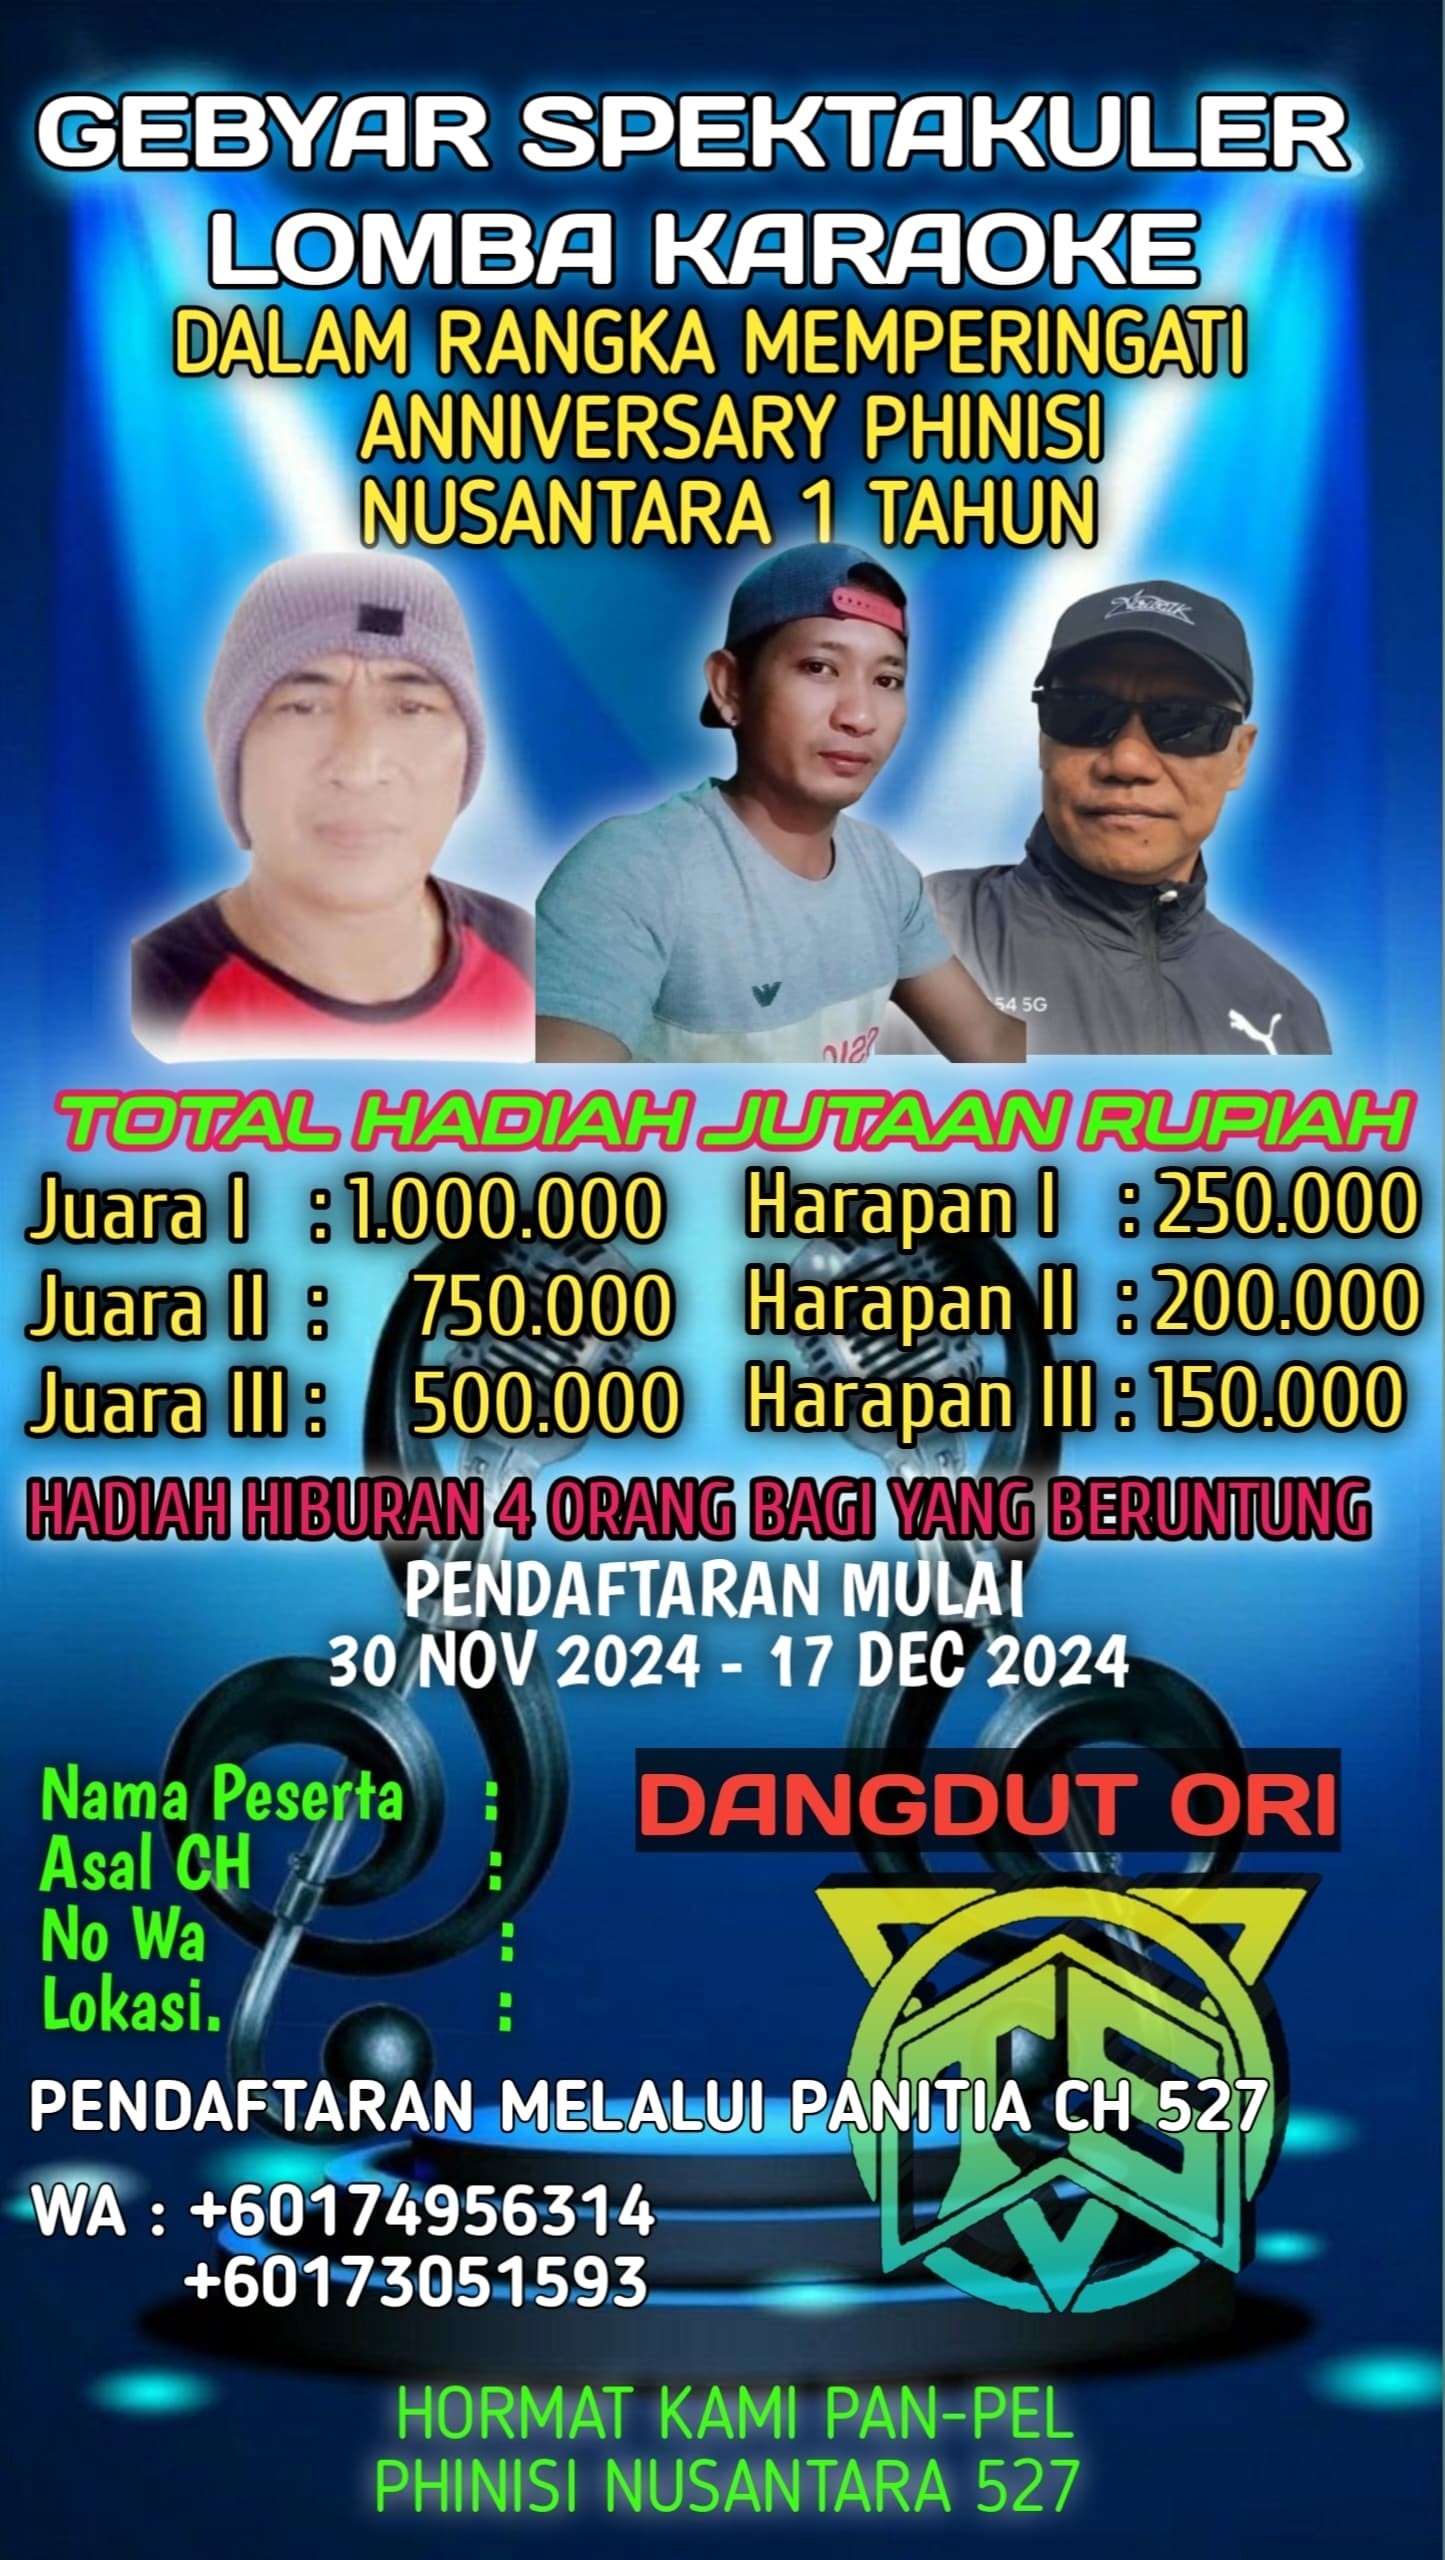 GEBYAR SPEKTAKULER
LOMBA KARAOKE
DALAM RANGKA MEMPERINGATI
ANNIVERSARY PHINISI
NUSANTARA 1 TAHUN
54 5G
TOTAL HADIAH JUTAAN RUPIAH
Juara I : 1.000.000
Juara II : 750.000
Juara III : 500.000
Harapan I : 250.000
Harapan II : 200.000
Harapan III : 150.000
HADIAH HIBURAN 4 ORANG BAGI YANG BERUNTUNG
PENDAFTARAN MULAI
30 NOV 2024 - 17 DEC 2024
Nama Peserta :
Asal CH :
No Wa :
Lokasi. :
DANGDUT ORI
PENDAFTARAN MELALUI PANITIA CH 527
WA : +60174956314
+60173051593
HORMAT KAMI PAN-PEL
PHINISI NUSANTARA 527